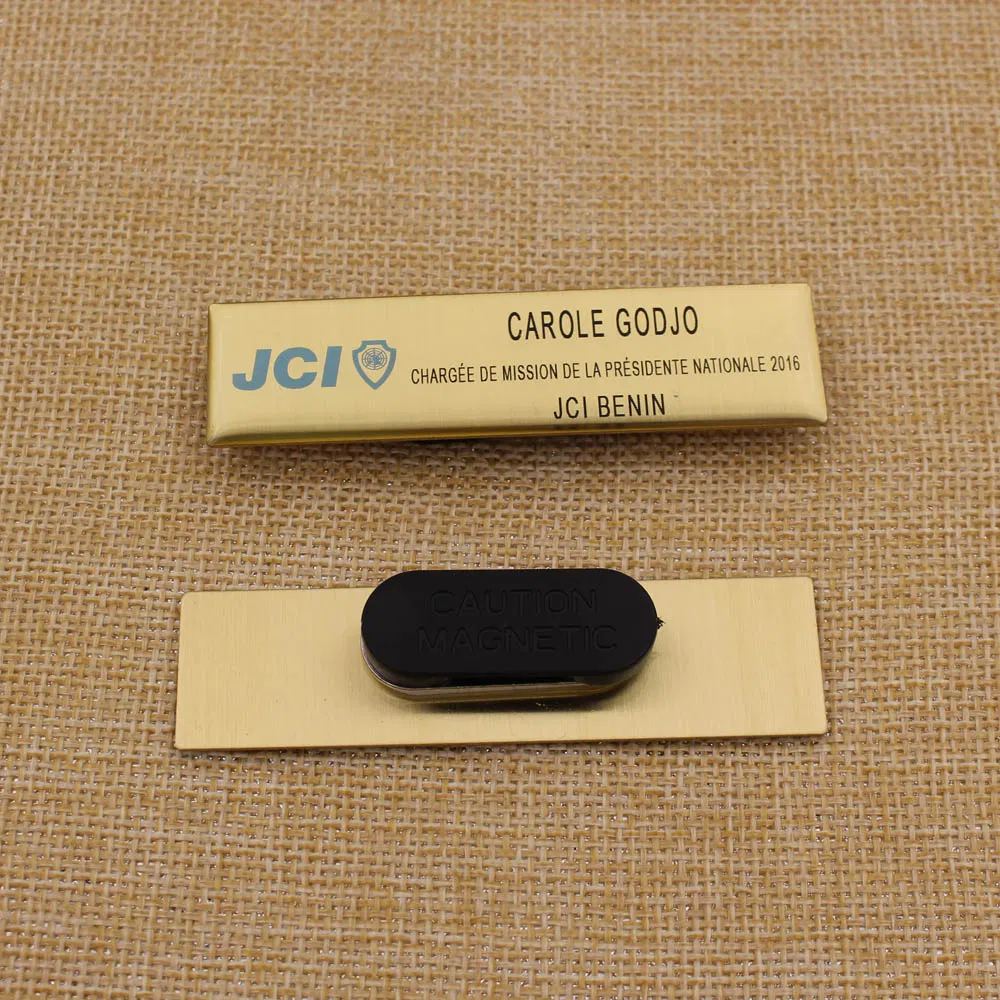 CAROLE GODJO
JCI
CHARGÉE DE MISSION DE LA PRÉSIDENTE NATIONALE 2016
JCI BENIN
CAUTION
MAGNETIC